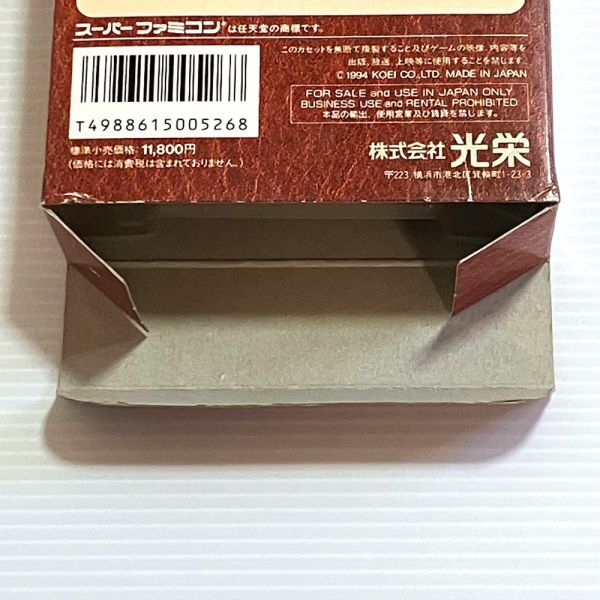 スーパーファミコン®は任天堂の商標です。
このカセットを無断で複製すること及びゲームの映像、内容等を
出版、放送、上映等に使用することを禁じます。
© 1994 KOEI CO., LTD. MADE IN JAPAN
FOR SALE and USE IN JAPAN ONLY
BUSINESS USE and RENTAL PROHIBITED
本品の輸出、使用営業及び賃貸を禁じます。
T4988615005268
標準小売価格：11,800円
(価格には消費税は含まれておりません。)
株式会社 光栄
〒223 横浜市港北区箕輪町1-23-3